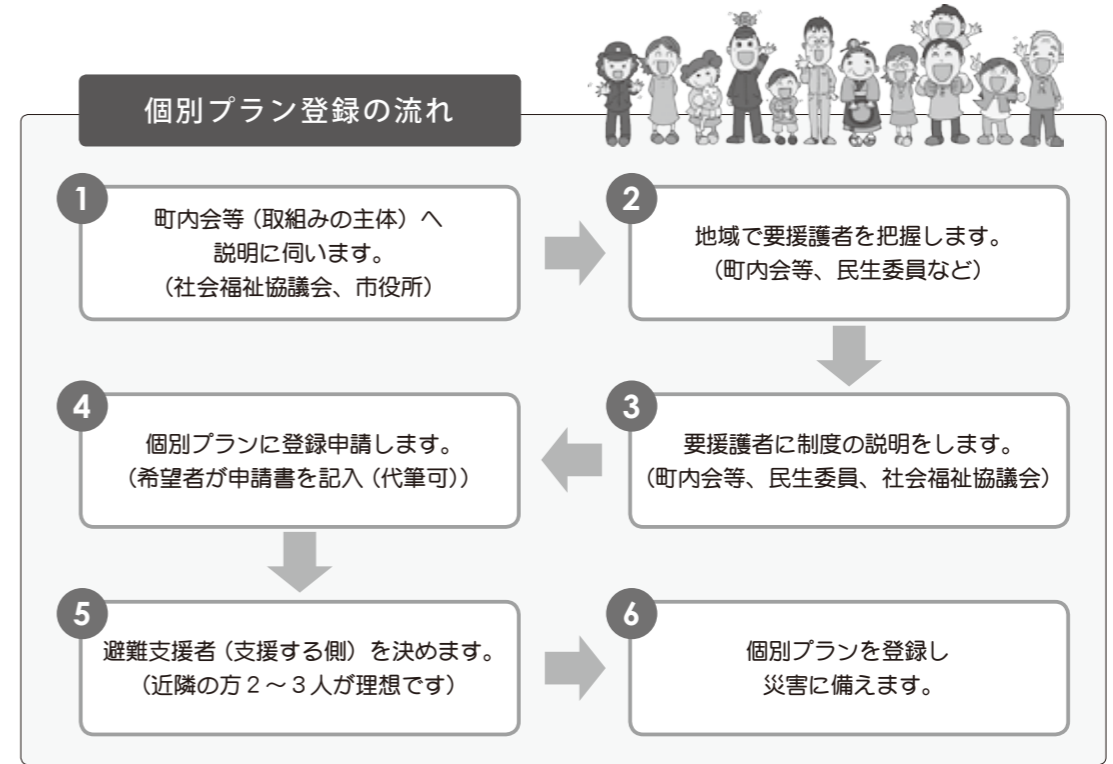 個別プラン登録の流れ
1
町内会等（取組みの主体）へ
説明に伺います。
（社会福祉協議会、市役所）
2
地域で要援護者を把握します。
（町内会等、民生委員など）
3
要援護者に制度の説明をします。
（町内会等、民生委員、社会福祉協議会）
4
個別プランに登録申請します。
（希望者が申請書を記入（代筆可））
5
避難支援者（支援する側）を決めます。
（近隣の方２～３人が理想です）
6
個別プランを登録し
災害に備えます。